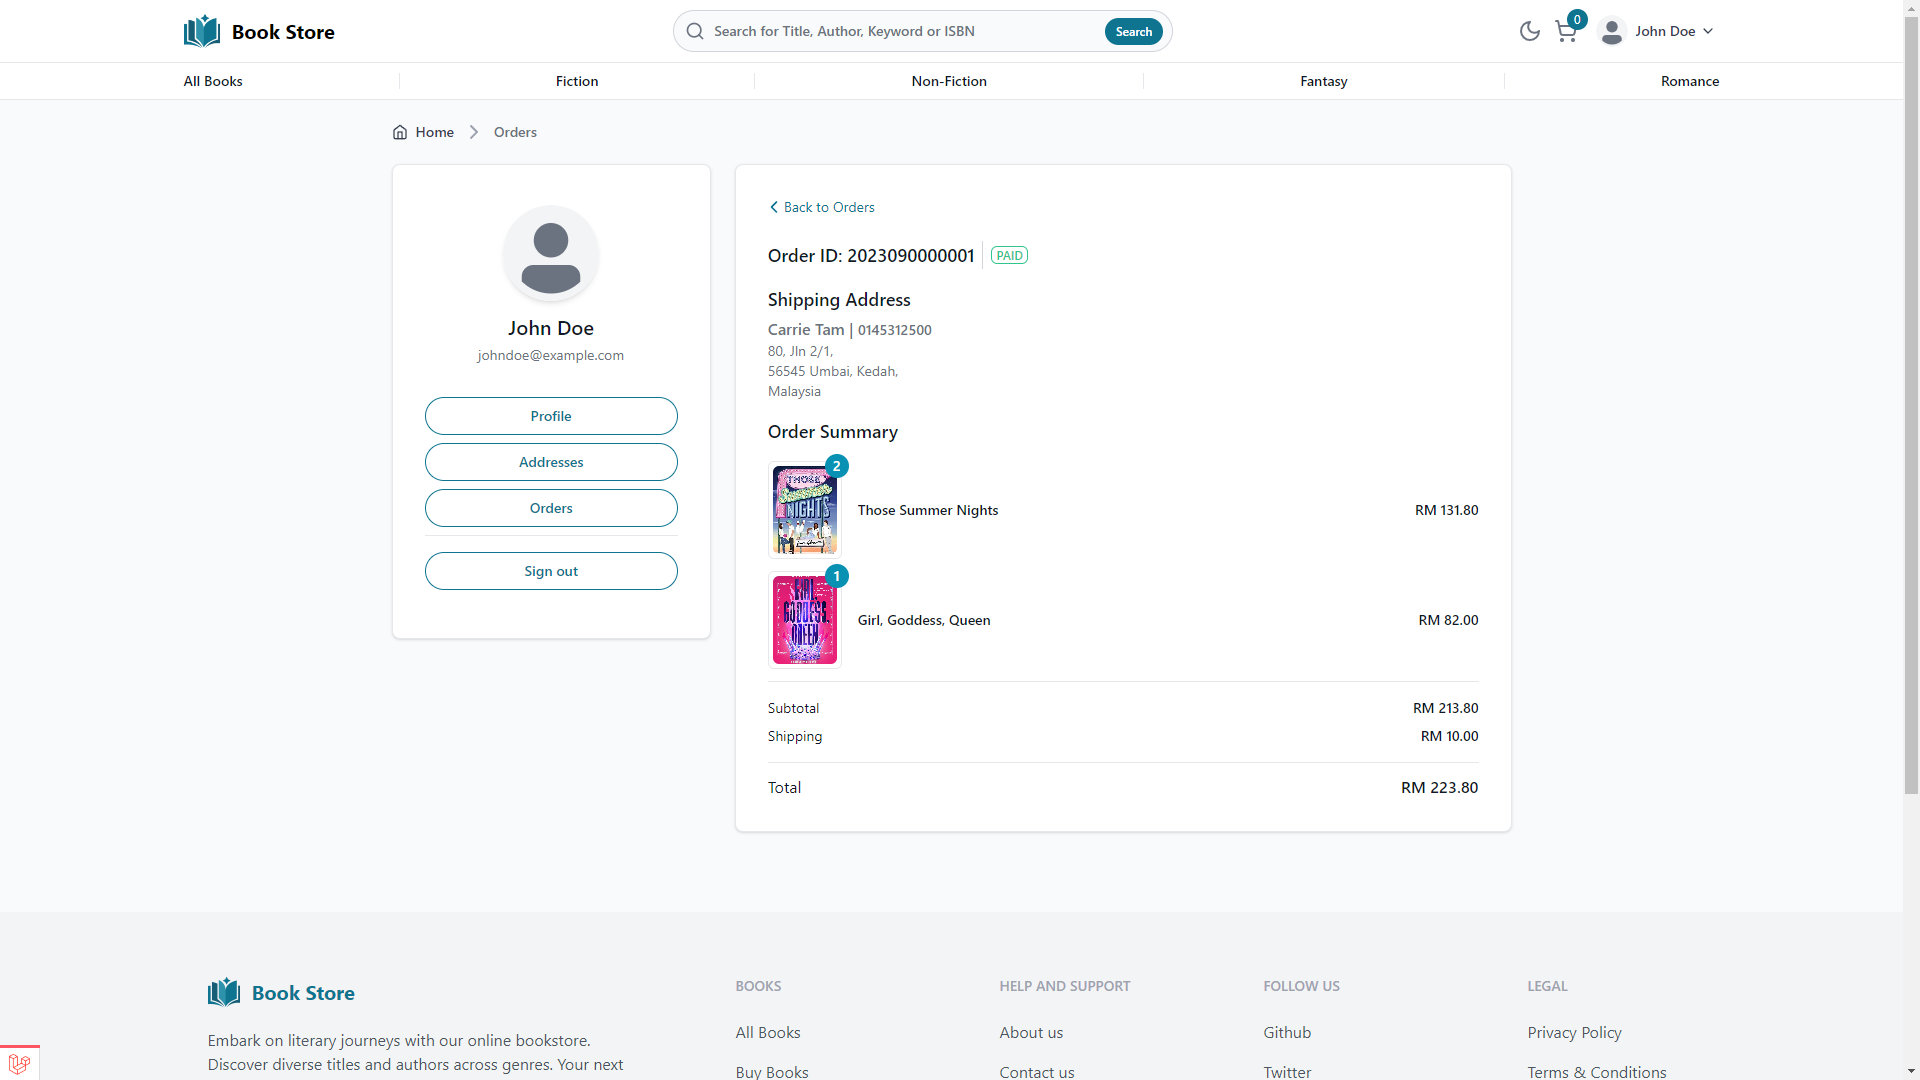 Book Store
Search for Title, Author, Keyword or ISBN
Search
0
John Doe
All Books
Fiction
Non-Fiction
Fantasy
Romance
Home
Orders
John Doe
johndoe@example.com
Profile
Addresses
Orders
Sign out
Back to Orders
Order ID: 2023090000001
PAID
Shipping Address
Carrie Tam | 0145312500
80, Jln 2/1,
56545 Umbai, Kedah,
Malaysia
Order Summary
2
THOSE
NIGHTS
Those Summer Nights
RM 131.80
1
GIRL,
GODDESS,
QUEEN
Girl, Goddess, Queen
RM 82.00
Subtotal
RM 213.80
Shipping
RM 10.00
Total
RM 223.80
Book Store
Embark on literary journeys with our online bookstore.
Discover diverse titles and authors across genres. Your next
BOOKS
All Books
Buy Books
HELP AND SUPPORT
About us
Contact us
FOLLOW US
Github
Twitter
LEGAL
Privacy Policy
Terms & Conditions